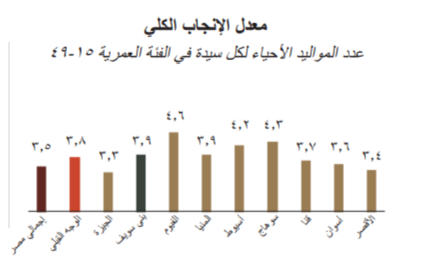 معدل الإنجاب الكلي
عدد المواليد الأحياء لكل سيدة في الفئة العمرية ١٥-٤٩
٣,٥
٣,٨
٣,٣
٣,٩
٤,٦
٣,٩
٤,٢
٤,٣
٣,٧
٣,٦
٣,٤
إجمالي مصر
الوجه القبلي
الجيزة
بني سويف
الفيوم
المنيا
أسيوط
سوهاج
قنا
أسوان
الأقصر